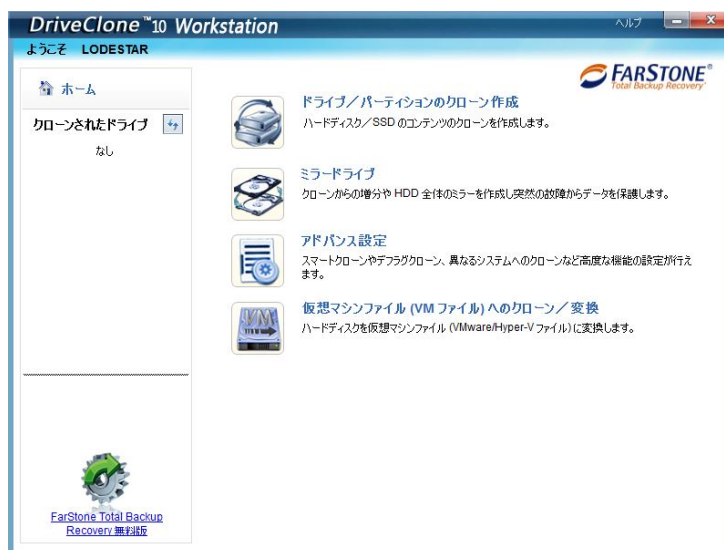 DriveClone™10 Workstation
ヘルプ
ようこそ LODESTAR
FARSTONE®
Total Backup Recovery
ホーム
クローンされたドライブ
なし
ドライブ／パーティションのクローン作成
ハードディスク／SSD のコンテンツのクローンを作成します。
ミラードライブ
クローンからの増分や HDD 全体のミラーを作成し突然の故障からデータを保護します。
アドバンス設定
スマートクローンやデフラグクローン、異なるシステムへのクローンなど高度な機能の設定が行え
ます。
VM
仮想マシンファイル (VM ファイル) へのクローン／変換
ハードディスクを仮想マシンファイル (VMware/Hyper-V ファイル) に変換します。
FarStone Total Backup
Recovery 無料版